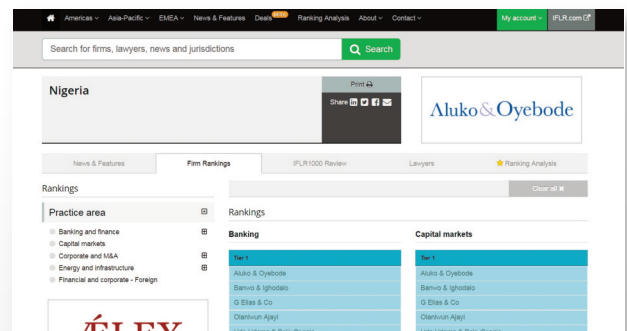 Americas Asia-Pacific EMEA News & Features Deals BETA Ranking Analysis About Contact My account IFLR.com
Search for firms, lawyers, news and jurisdictions Search
Nigeria
Print
Share
Aluko & Oyebode
News & Features Firm Rankings IFLR1000 Review Lawyers Ranking Analysis
Rankings
Clear all
Practice area
Banking and finance
Capital markets
Corporate and M&A
Energy and infrastructure
Financial and corporate - Foreign
ÆLEX
Rankings
Banking Capital markets
Tier 1 Tier 1
Aluko & Oyebode Aluko & Oyebode
Banwo & Ighodalo Banwo & Ighodalo
G Elias & Co G Elias & Co
Olaniwun Ajayi Olaniwun Ajayi